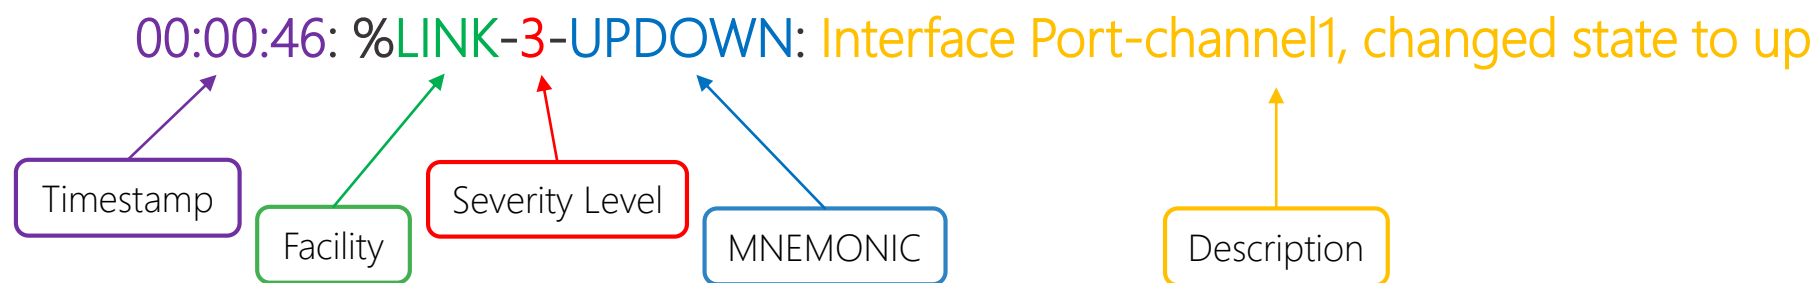 00:00:46: %LINK-3-UPDOWN: Interface Port-channel1, changed state to up
Timestamp
Facility
Severity Level
MNEMONIC
Description